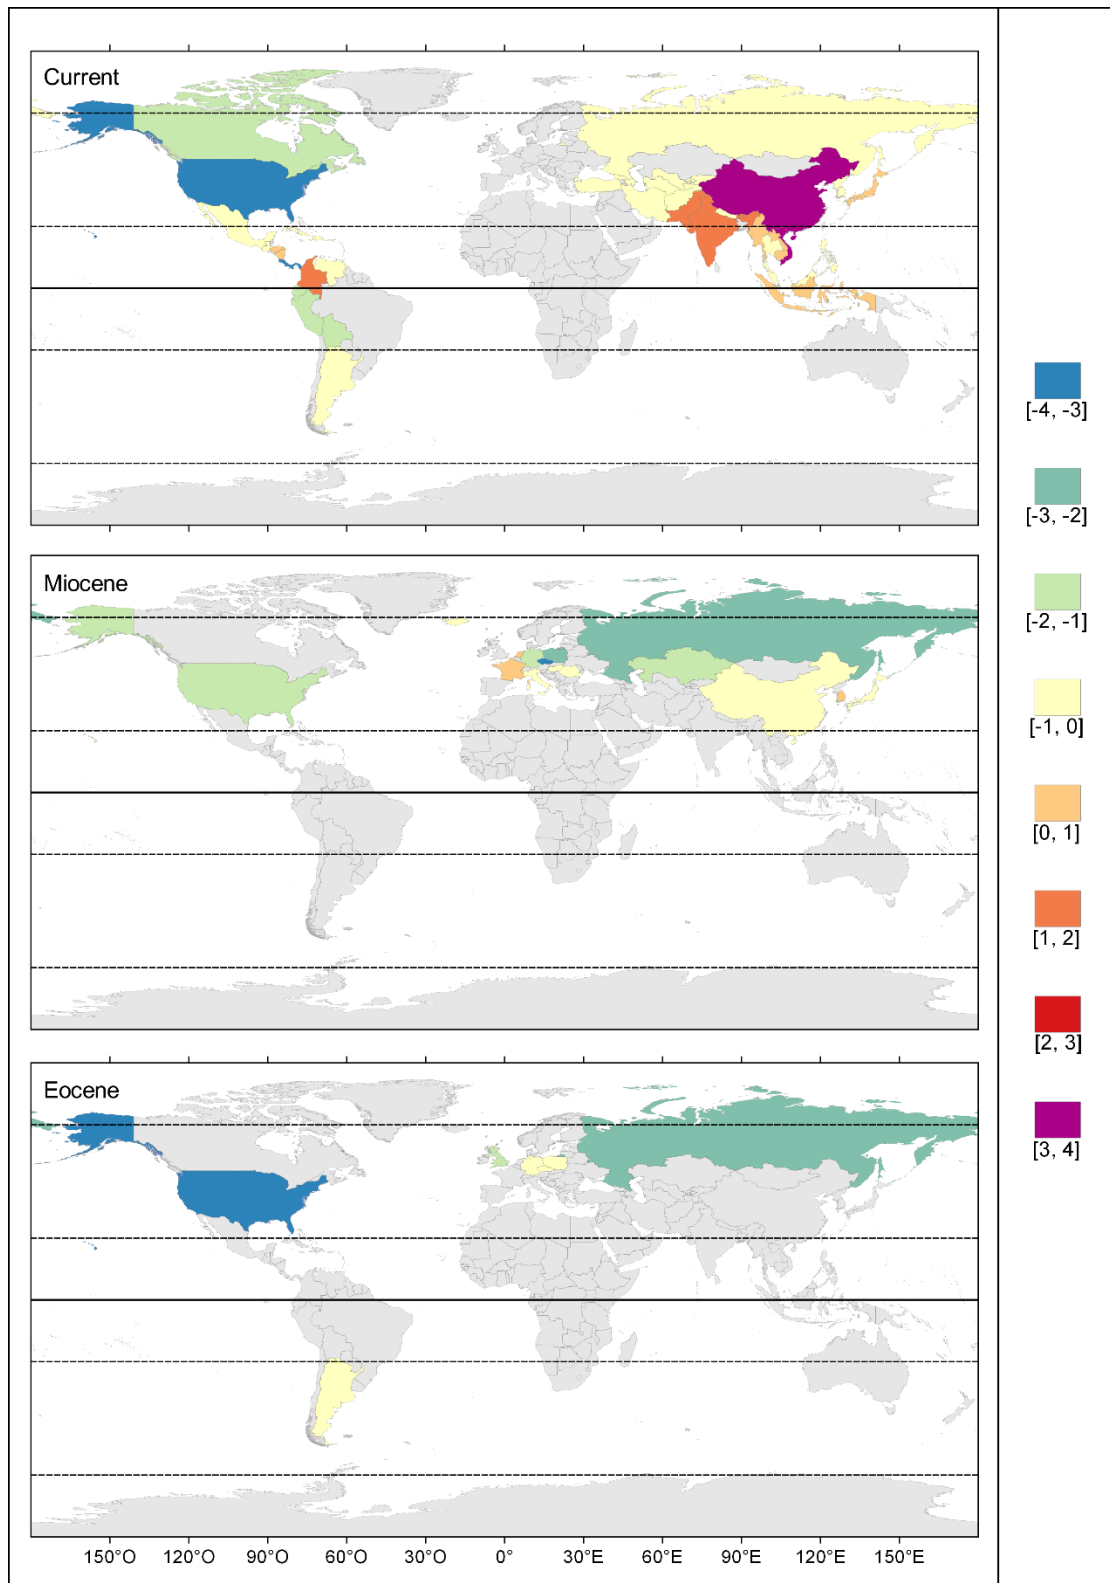 Current
Miocene
Eocene
150°O 120°O 90°O 60°O 30°O 0° 30°E 60°E 90°E 120°E 150°E
[-4, -3]
[-3, -2]
[-2, -1]
[-1, 0]
[0, 1]
[1, 2]
[2, 3]
[3, 4]